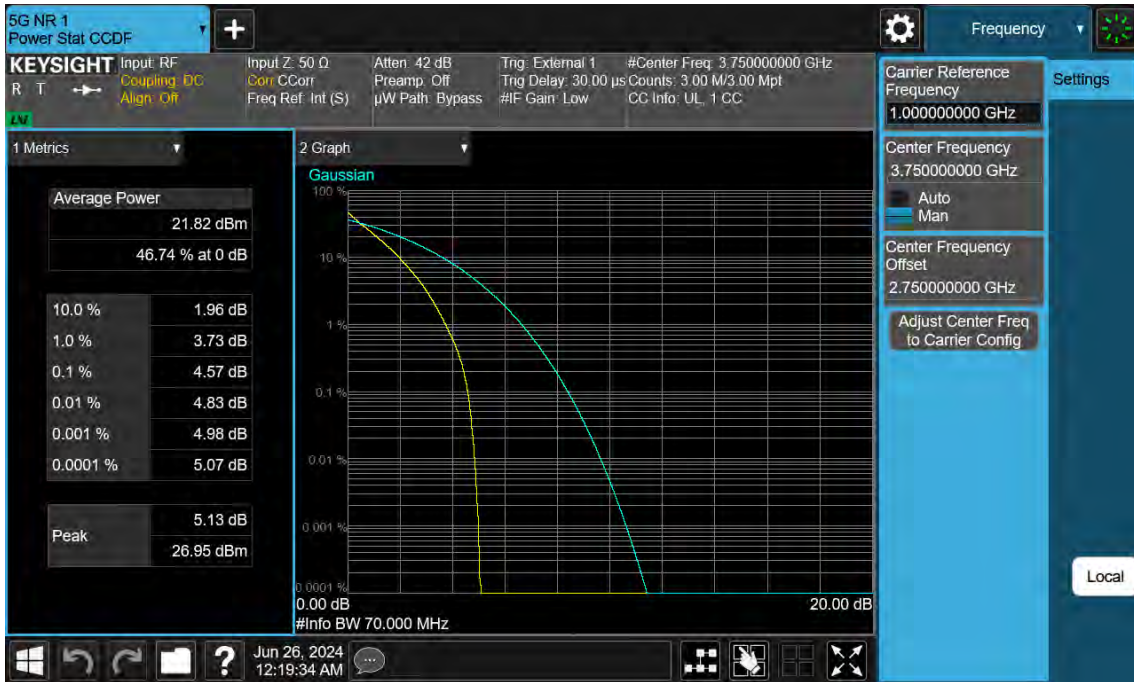 5G NR 1
Power Stat CCDF
Frequency
KEYSIGHT
R T
LNI
Input: RF
Coupling: DC
Align: Off
Input Z: 50 Ω
Corr CCorr
Freq Ref: Int (S)
Atten: 42 dB
Preamp: Off
µW Path: Bypass
Trig: External 1
Trig Delay: 30.00 µs
#IF Gain: Low
#Center Freq: 3.750000000 GHz
Counts: 3.00 M/3.00 Mpt
CC Info: UL, 1 CC
1 Metrics
Average Power
21.82 dBm
46.74 % at 0 dB
10.0 % 1.96 dB
1.0 % 3.73 dB
0.1 % 4.57 dB
0.01 % 4.83 dB
0.001 % 4.98 dB
0.0001 % 5.07 dB
Peak
5.13 dB
26.95 dBm
2 Graph
Gaussian
100 %
10 %
1 %
0.1 %
0.01 %
0.001 %
0.0001 %
0.00 dB 20.00 dB
#Info BW 70.000 MHz
Carrier Reference
Frequency
1.000000000 GHz
Center Frequency
3.750000000 GHz
Auto
Man
Center Frequency
Offset
2.750000000 GHz
Adjust Center Freq
to Carrier Config
Settings
Local
?
Jun 26, 2024
12:19:34 AM